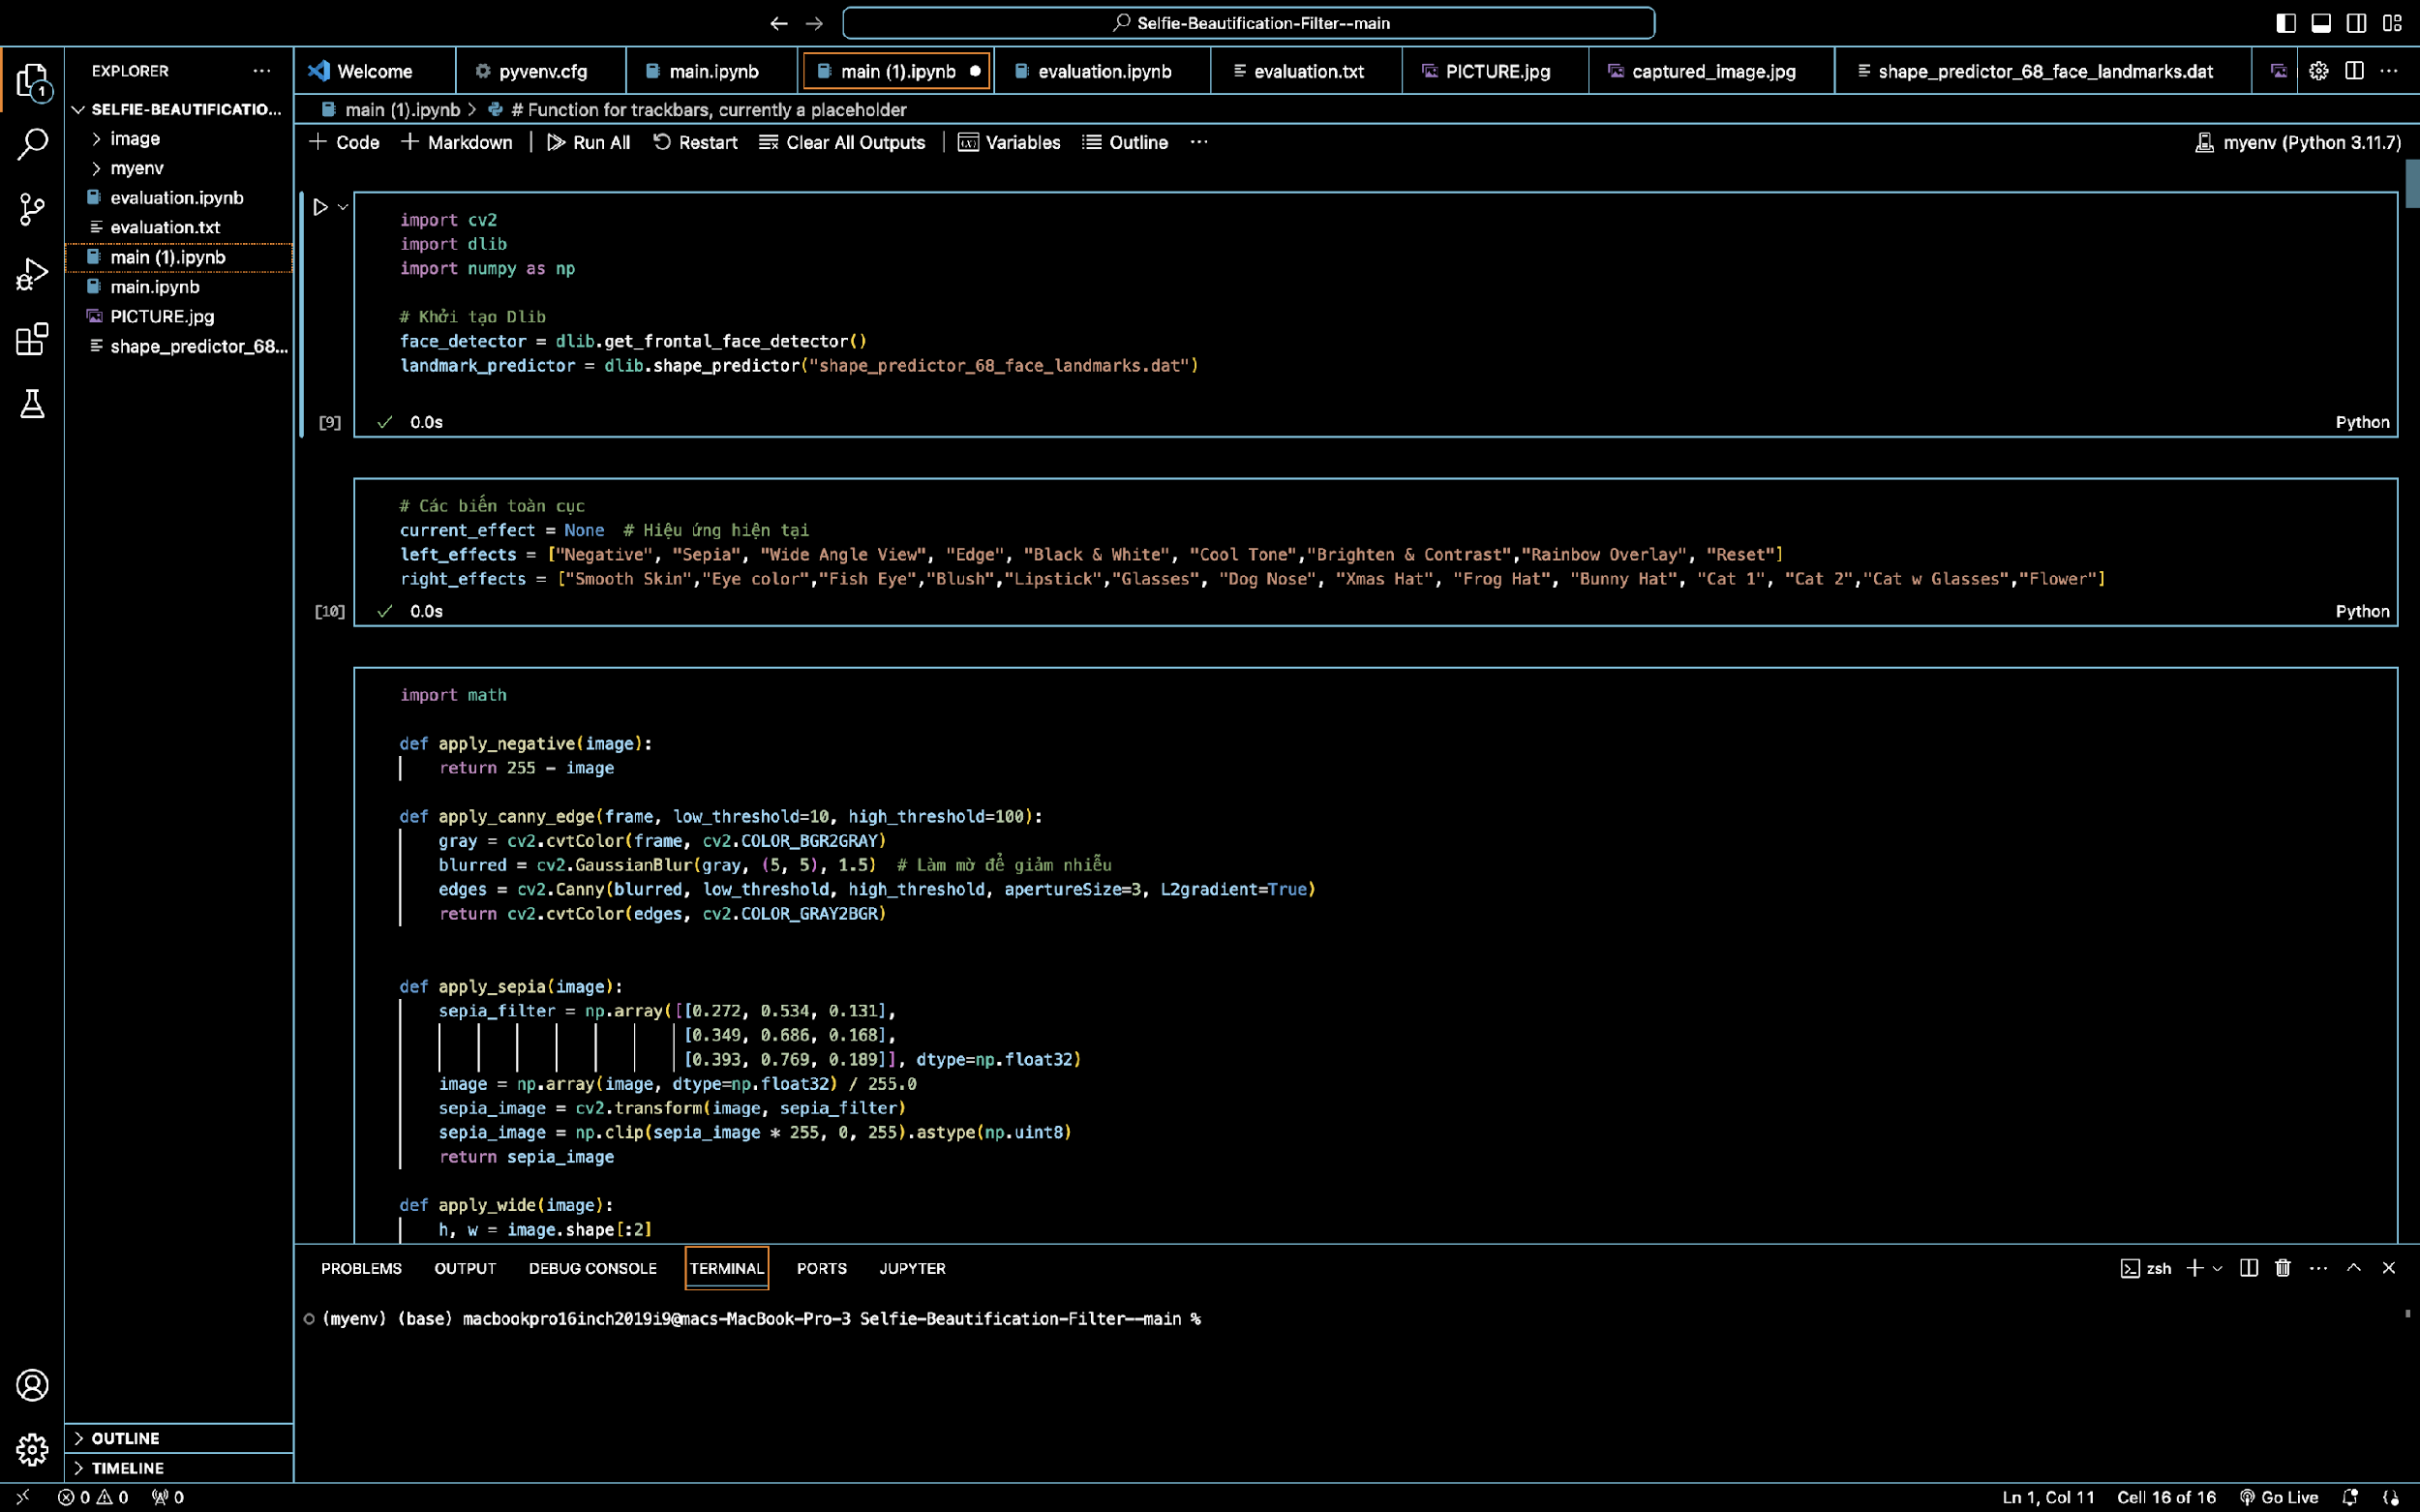 Selfie-Beautification-Filter--main
EXPLORER
Welcome
pyvenv.cfg
main.ipynb
main (1).ipynb
evaluation.ipynb
evaluation.txt
PICTURE.jpg
captured_image.jpg
shape_predictor_68_face_landmarks.dat
1
SELFIE-BEAUTIFICATIO...
image
myenv
evaluation.ipynb
evaluation.txt
main (1).ipynb
main.ipynb
PICTURE.jpg
shape_predictor_68...
main (1).ipynb > # Function for trackbars, currently a placeholder
+ Code + Markdown | Run All Restart Clear All Outputs | Variables Outline ...
myenv (Python 3.11.7)
import cv2
import dlib
import numpy as np
# Khởi tạo Dlib
face_detector = dlib.get_frontal_face_detector()
landmark_predictor = dlib.shape_predictor("shape_predictor_68_face_landmarks.dat")
[9] ✓ 0.0s
Python
# Các biến toàn cục
current_effect = None  # Hiệu ứng hiện tại
left_effects = ["Negative", "Sepia", "Wide Angle View", "Edge", "Black & White", "Cool Tone","Brighten & Contrast","Rainbow Overlay", "Reset"]
right_effects = ["Smooth Skin","Eye color","Fish Eye","Blush","Lipstick","Glasses", "Dog Nose", "Xmas Hat", "Frog Hat", "Bunny Hat", "Cat 1", "Cat 2","Cat w Glasses","Flower"]
[10] ✓ 0.0s
Python
import math
def apply_negative(image):
    return 255 - image
def apply_canny_edge(frame, low_threshold=10, high_threshold=100):
    gray = cv2.cvtColor(frame, cv2.COLOR_BGR2GRAY)
    blurred = cv2.GaussianBlur(gray, (5, 5), 1.5)  # Làm mờ để giảm nhiễu
    edges = cv2.Canny(blurred, low_threshold, high_threshold, apertureSize=3, L2gradient=True)
    return cv2.cvtColor(edges, cv2.COLOR_GRAY2BGR)
def apply_sepia(image):
    sepia_filter = np.array([[0.272, 0.534, 0.131],
                             [0.349, 0.686, 0.168],
                             [0.393, 0.769, 0.189]], dtype=np.float32)
    image = np.array(image, dtype=np.float32) / 255.0
    sepia_image = cv2.transform(image, sepia_filter)
    sepia_image = np.clip(sepia_image * 255, 0, 255).astype(np.uint8)
    return sepia_image
def apply_wide(image):
    h, w = image.shape[:2]
PROBLEMS OUTPUT DEBUG CONSOLE TERMINAL PORTS JUPYTER
zsh
(myenv) (base) macbookpro16inch2019i9@macs-MacBook-Pro-3 Selfie-Beautification-Filter--main %
OUTLINE
TIMELINE
0 0 0
Ln 1, Col 11 Cell 16 of 16 Go Live